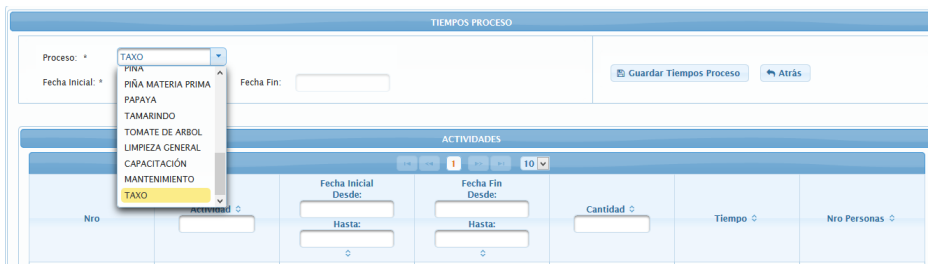 TIEMPOS PROCESO
Proceso: * TAXO
Fecha Inicial: * Fecha Fin:
Guardar Tiempos Proceso Atrás
PIÑA
PIÑA MATERIA PRIMA
PAPAYA
TAMARINDO
TOMATE DE ARBOL
LIMPIEZA GENERAL
CAPACITACIÓN
MANTENIMIENTO
TAXO
ACTIVIDADES
1 10
Nro
Actividad
Fecha Inicial
Desde:
Hasta:
Fecha Fin
Desde:
Hasta:
Cantidad
Tiempo
Nro Personas